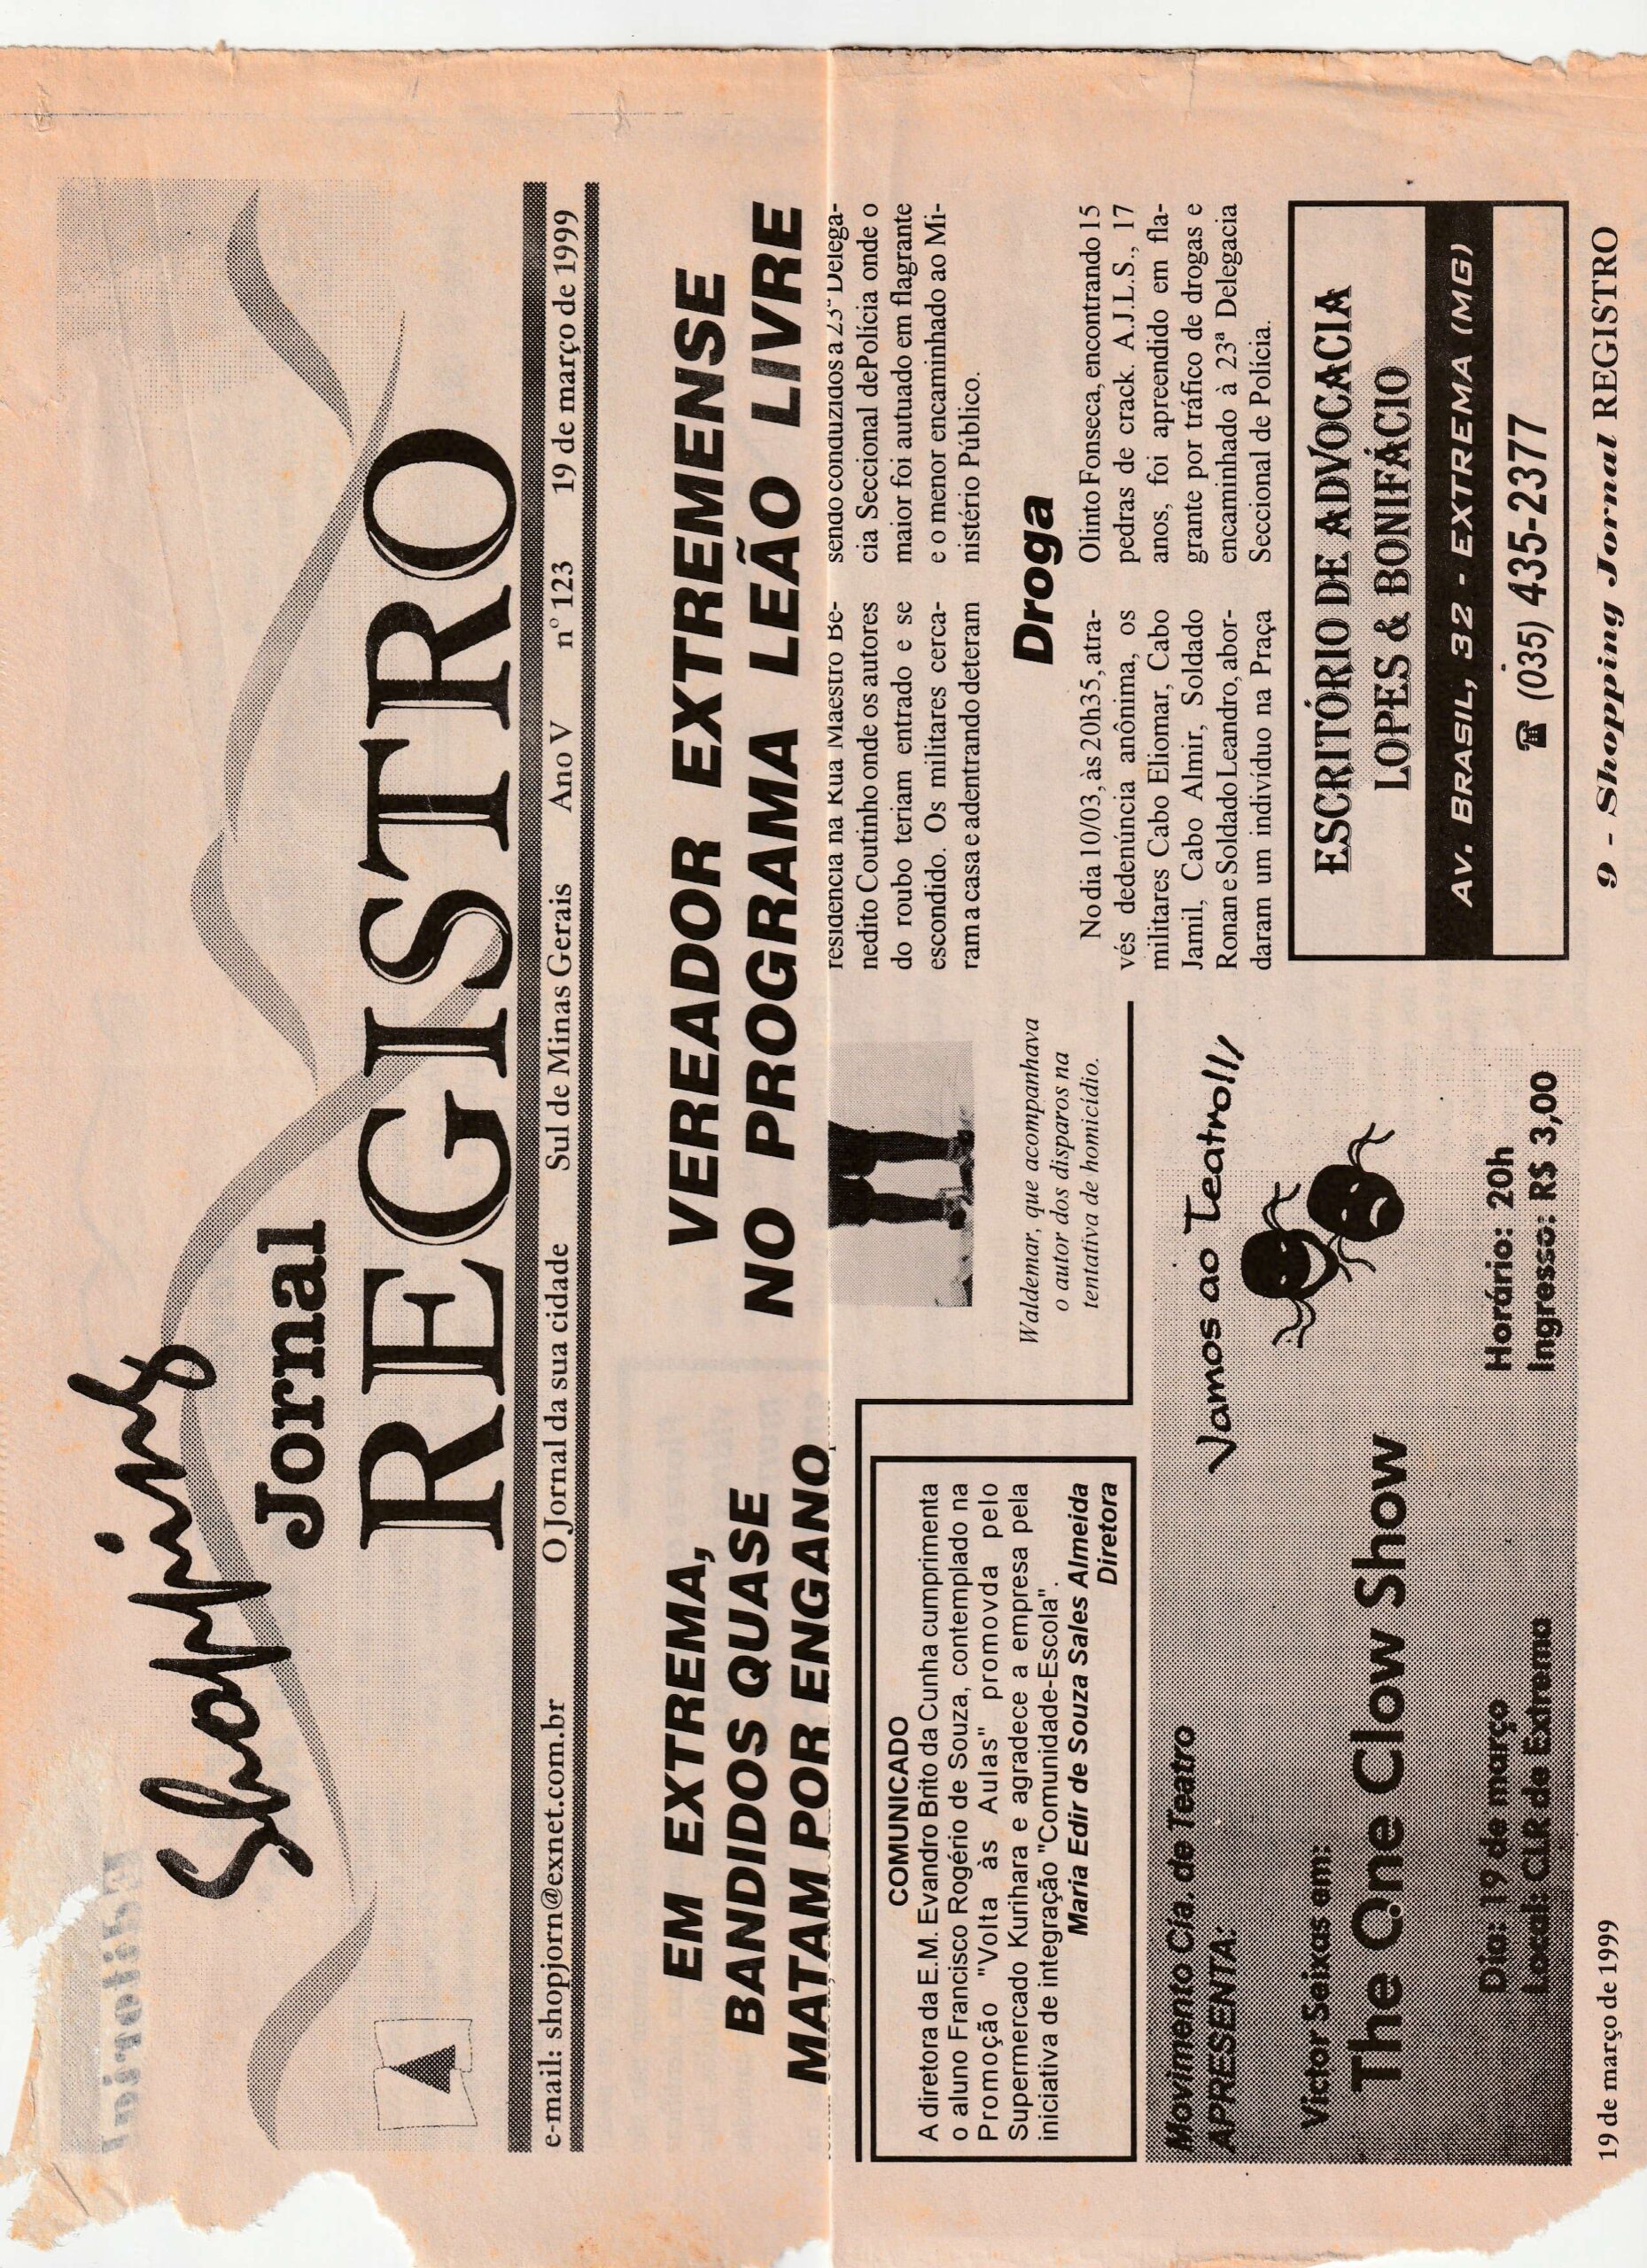 Shopping
Jornal
REGISTRO
e-mail: shopjorn@exnet.com.br O Jornal da sua cidade Sul de Minas Gerais Ano V nº 123 19 de março de 1999
EM EXTREMA,
BANDIDOS QUASE
MATAM POR ENGANO
VEREADOR EXTREMENSE
NO PROGRAMA LEÃO LIVRE
COMUNICADO
A diretora da E.M. Evandro Brito da Cunha cumprimenta
o aluno Francisco Rogério de Souza, contemplado na
Promoção "Volta às Aulas" promovda pelo
Supermercado Kurihara e agradece a empresa pela
iniciativa de integração "Comunidade-Escola".
Maria Edir de Souza Sales Almeida
Diretora
Waldemar, que acompanhava
o autor dos disparos na
tentativa de homicídio.
residência na Rua Maestro Be-
nedito Coutinho onde os autores
do roubo teriam entrado e se
escondido. Os militares cerca-
ram a casa e adentrando deteram
sendo conduzidos a 23ª Delega-
cia Seccional dePolícia onde o
maior foi autuado em flagrante
e o menor encaminhado ao Mi-
nistério Público.
Droga
No dia 10/03, às 20h35, atra-
vés dedenúncia anônima, os
militares Cabo Eliomar, Cabo
Jamil, Cabo Almir, Soldado
Ronan e Soldado Leandro, abor-
daram um indivíduo na Praça
Olinto Fonseca, encontrando 15
pedras de crack. A.J.L.S., 17
anos, foi apreendido em fla-
grante por tráfico de drogas e
encaminhado à 23ª Delegacia
Seccional de Polícia.
Movimento Cia. de Teatro
APRESENTA:
Vamos ao Teatro!!,
Victor Seixas em:
The One Clow Show
Dia: 19 de março
Local: CLR de Extrema
Horário: 20h
Ingresso: R$ 3,00
ESCRITÓRIO DE ADVOCACIA
LOPES & BONIFÁCIO
AV. BRASIL, 32 - EXTREMA (MG)
☎ (035) 435-2377
19 de março de 1999
9 - Shopping Jornal REGISTRO